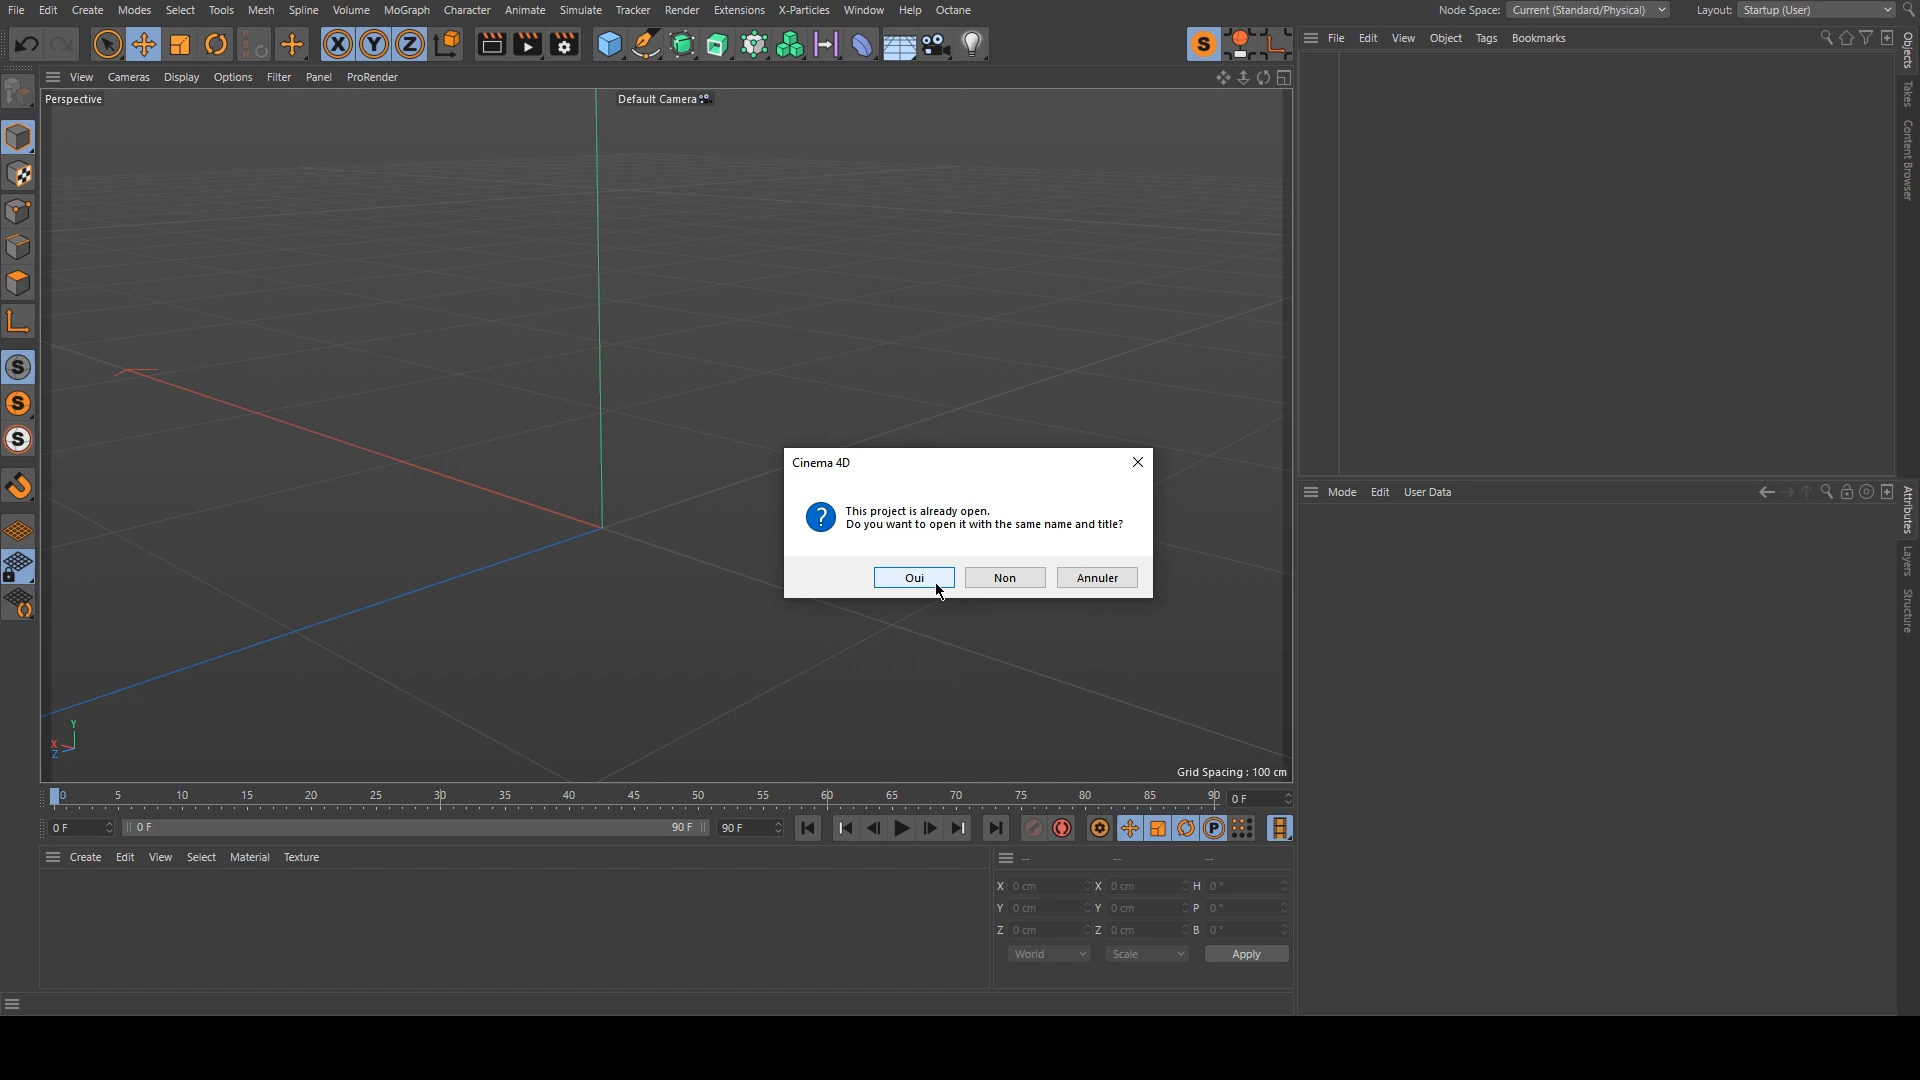 File Edit Create Modes Select Tools Mesh Spline Volume MoGraph Character Animate Simulate Tracker Render Extensions X-Particles Window Help Octane Node Space: Current (Standard/Physical) Layout: Startup (User)
P
S
R
X Y Z
S
File Edit View Object Tags Bookmarks
View Cameras Display Options Filter Panel ProRender
Perspective
Default Camera
Objects
Takes
Content Browser
S
S
S
Cinema 4D
This project is already open.
Do you want to open it with the same name and title?
Oui Non Annuler
Mode Edit User Data
Attributes
Layers
Structure
Y
X
Z
Grid Spacing : 100 cm
0 5 10 15 20 25 30 35 40 45 50 55 60 65 70 75 80 85 90 0 F
0 F 0 F 90 F 90 F P
Create Edit View Select Material Texture
-- -- --
X 0 cm X 0 cm H 0 °
Y 0 cm Y 0 cm P 0 °
Z 0 cm Z 0 cm B 0 °
World Scale Apply